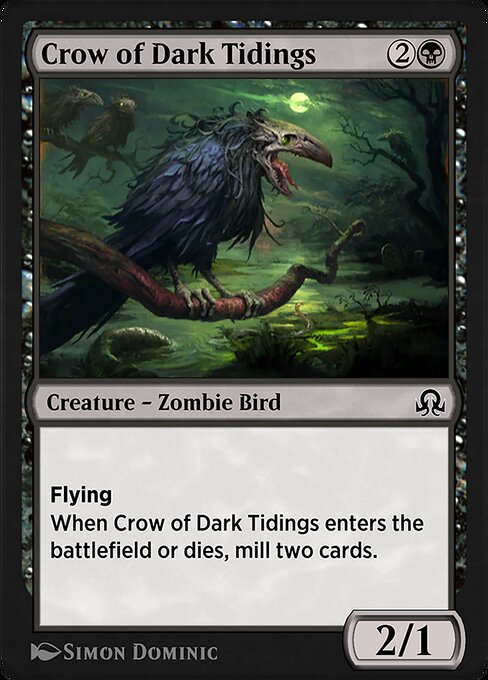 Crow of Dark Tidings 2
Creature – Zombie Bird
Flying
When Crow of Dark Tidings enters the
battlefield or dies, mill two cards.
2/1
Simon Dominic